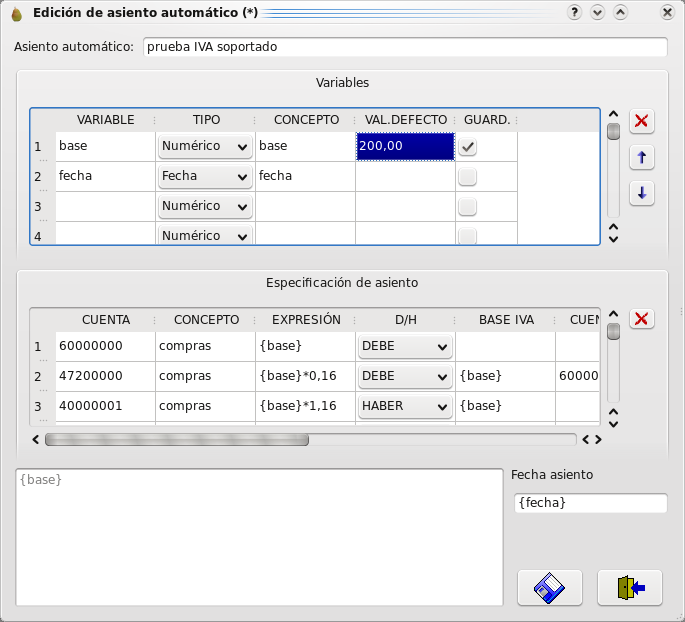 Edición de asiento automático (*)
Asiento automático: prueba IVA soportado
Variables
VARIABLE TIPO CONCEPTO VAL.DEFECTO GUARD.
1 base Numérico base 200,00
2 fecha Fecha fecha
3 Numérico
4 Numérico
Especificación de asiento
CUENTA CONCEPTO EXPRESIÓN D/H BASE IVA CUEN
1 60000000 compras {base} DEBE
2 47200000 compras {base}*0,16 DEBE {base} 60000
3 40000001 compras {base}*1,16 HABER {base}
{base}
Fecha asiento
{fecha}